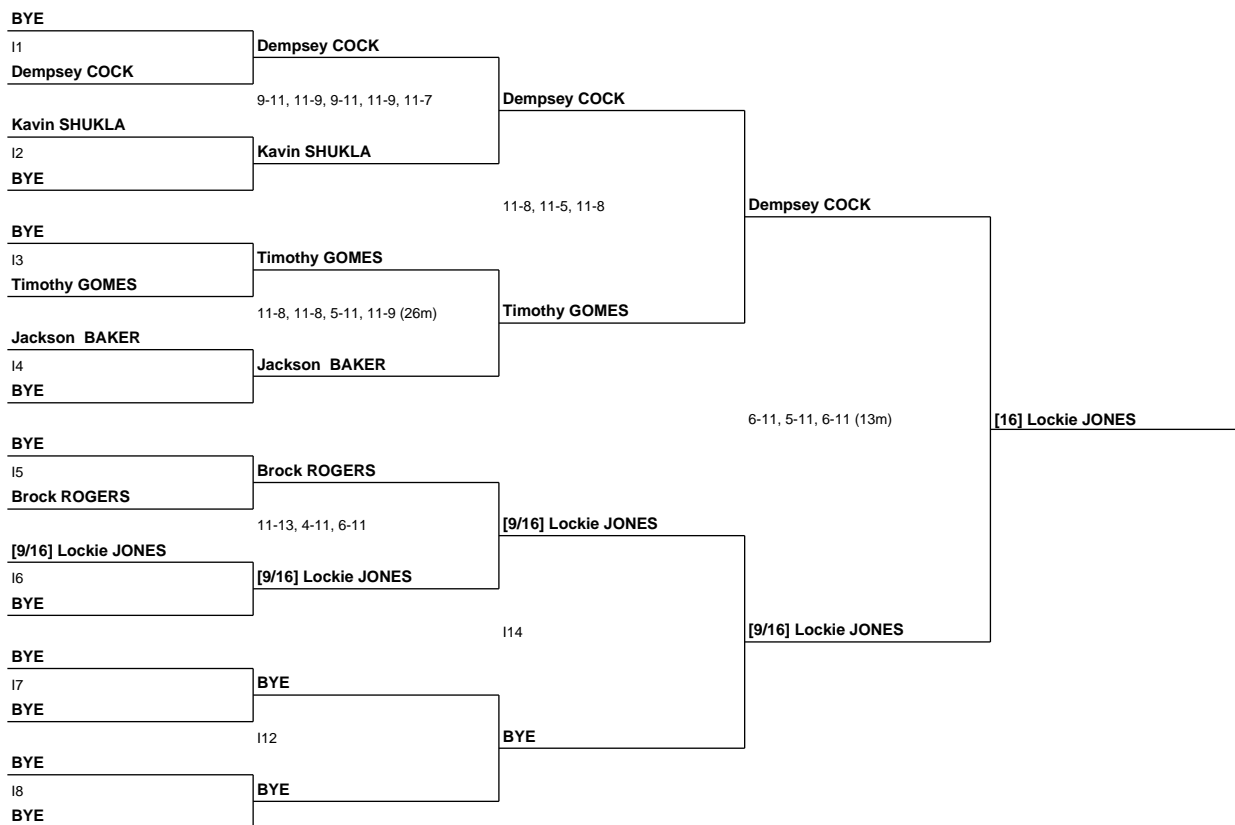 BYE
I1
Dempsey COCK
Dempsey COCK
9-11, 11-9, 9-11, 11-9, 11-7
Dempsey COCK
Kavin SHUKLA
I2
Kavin SHUKLA
BYE
11-8, 11-5, 11-8
Dempsey COCK
BYE
I3
Timothy GOMES
Timothy GOMES
11-8, 11-8, 5-11, 11-9 (26m)
Timothy GOMES
Jackson  BAKER
I4
Jackson  BAKER
BYE
6-11, 5-11, 6-11 (13m)
[16] Lockie JONES
BYE
I5
Brock ROGERS
Brock ROGERS
11-13, 4-11, 6-11
[9/16] Lockie JONES
[9/16] Lockie JONES
I6
[9/16] Lockie JONES
BYE
I14
[9/16] Lockie JONES
BYE
I7
BYE
BYE
I12
BYE
BYE
I8
BYE
BYE